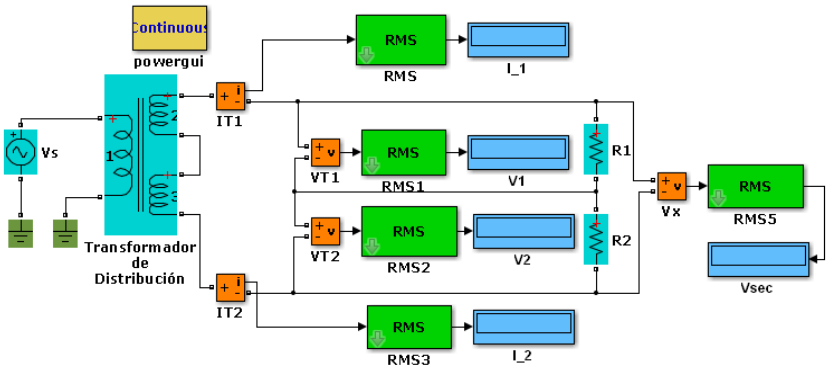 Continuous
powergui
RMS
RMS
I_1
IT1
2
1
3
Vs
Transformador
de
Distribución
+ i
-
+ v
-
VT1
RMS
RMS1
V1
R1
+ v
-
VT2
RMS
RMS2
V2
R2
+ v
-
Vx
RMS
RMS5
Vsec
+ i
-
IT2
RMS
RMS3
I_2